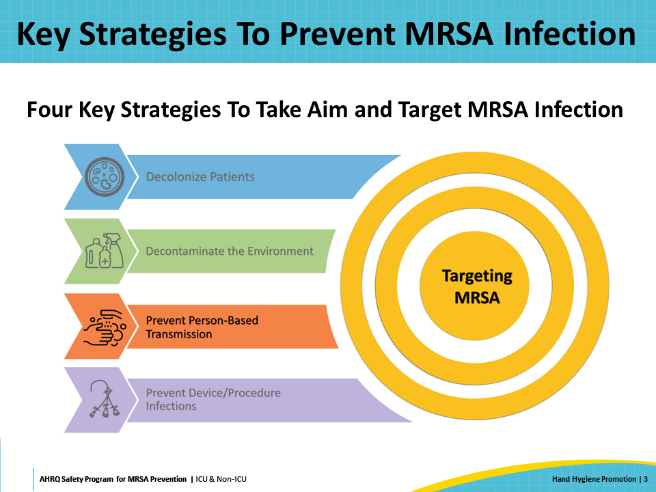 Key Strategies To Prevent MRSA Infection
Four Key Strategies To Take Aim and Target MRSA Infection
Decolonize Patients
Decontaminate the Environment
Prevent Person-Based
Transmission
Prevent Device/Procedure
Infections
Targeting
MRSA
AHRQ Safety Program for MRSA Prevention | ICU & Non-ICU
Hand Hygiene Promotion | 3